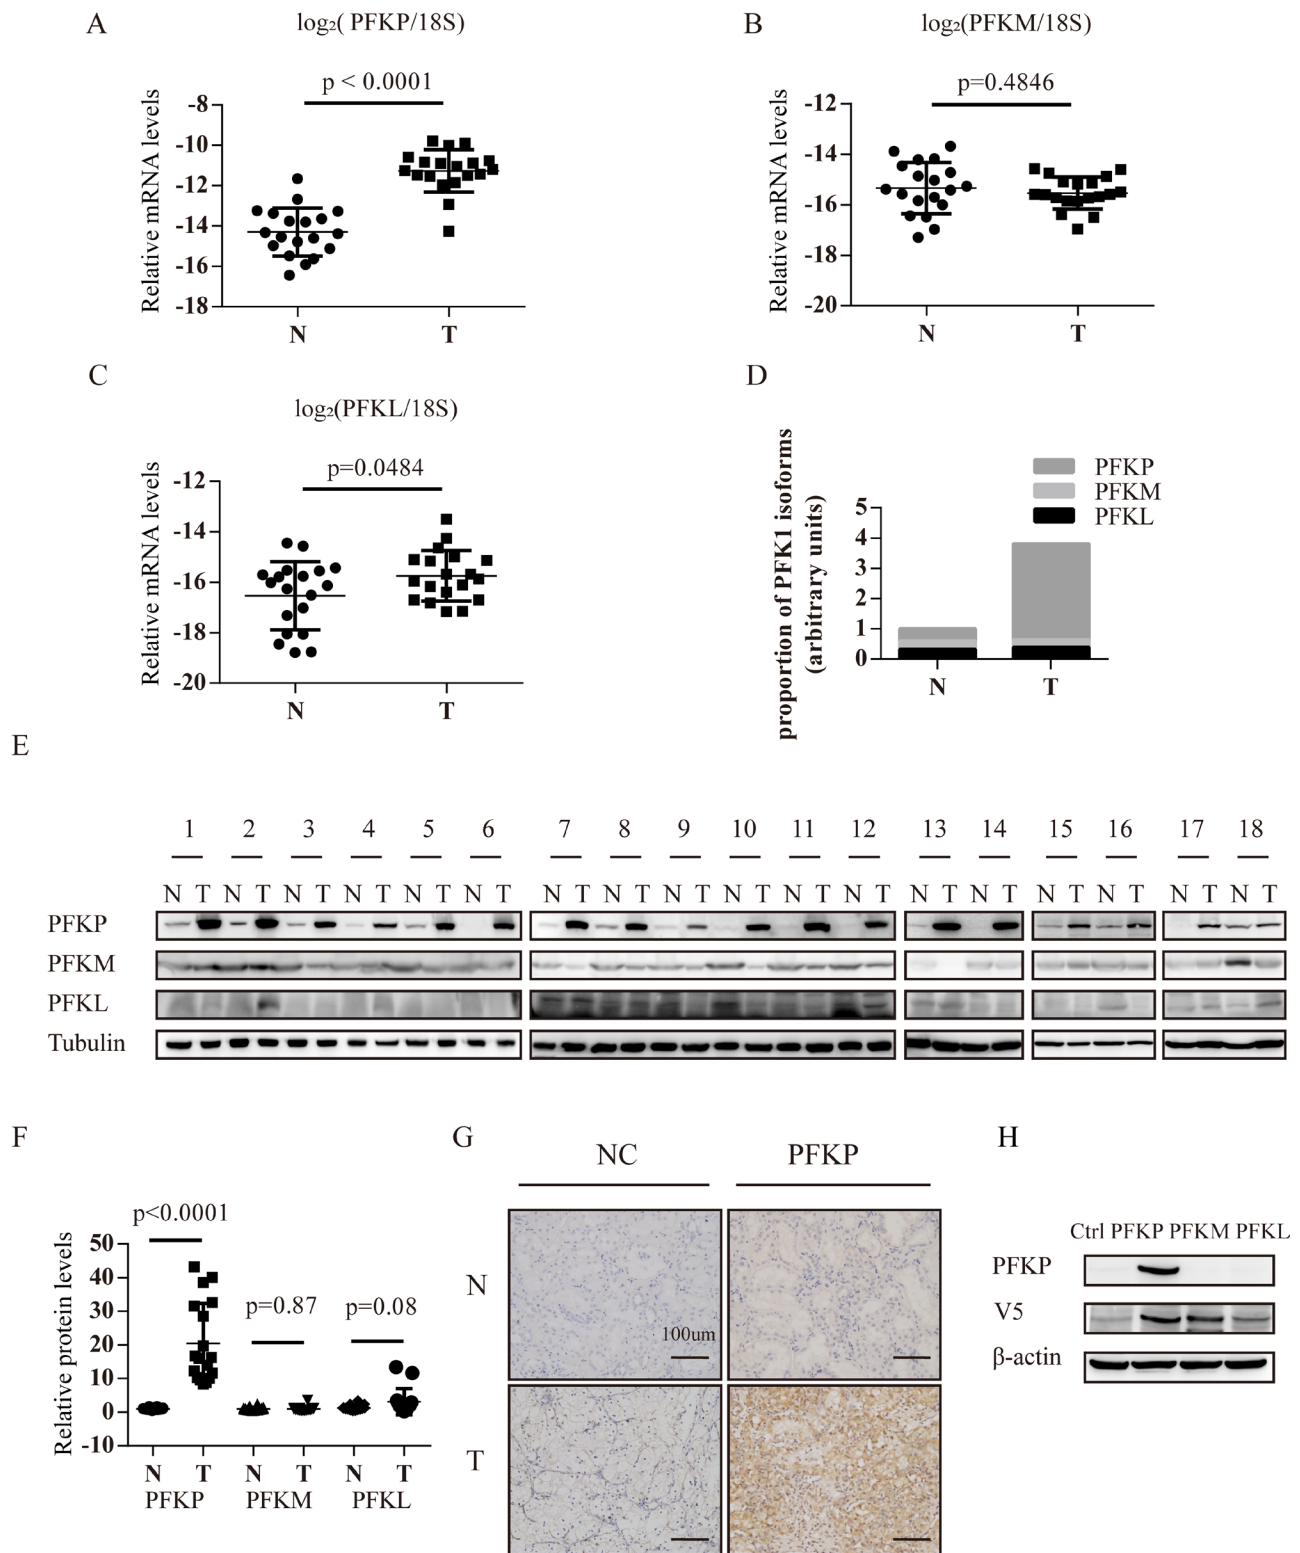 A
log₂( PFKP/18S)
p < 0.0001
Relative mRNA levels
-8
-10
-11
-14
-16
-18
N
T
B
log₂(PFKM/18S)
p=0.4846
Relative mRNA levels
-12
-14
-16
-18
-20
N
T
C
log₂(PFKL/18S)
p=0.0484
Relative mRNA levels
-12
-14
-16
-18
-20
N
T
D
proportion of PFK1 isoforms
(arbitrary units)
PFKP
PFKM
PFKL
5
4
3
2
1
0
N
T
E
1 2 3 4 5 6 7 8 9 10 11 12 13 14 15 16 17 18
N T N T N T N T N T N T N T N T N T N T N T N T N T N T N T N T N T N T
PFKP
PFKM
PFKL
Tubulin
F
p<0.0001
p=0.87
p=0.08
Relative protein levels
50
40
30
20
10
0
-10
N T N T N T
PFKP PFKM PFKL
G
NC PFKP
N
100um
T
H
Ctrl PFKP PFKM PFKL
PFKP
V5
β-actin